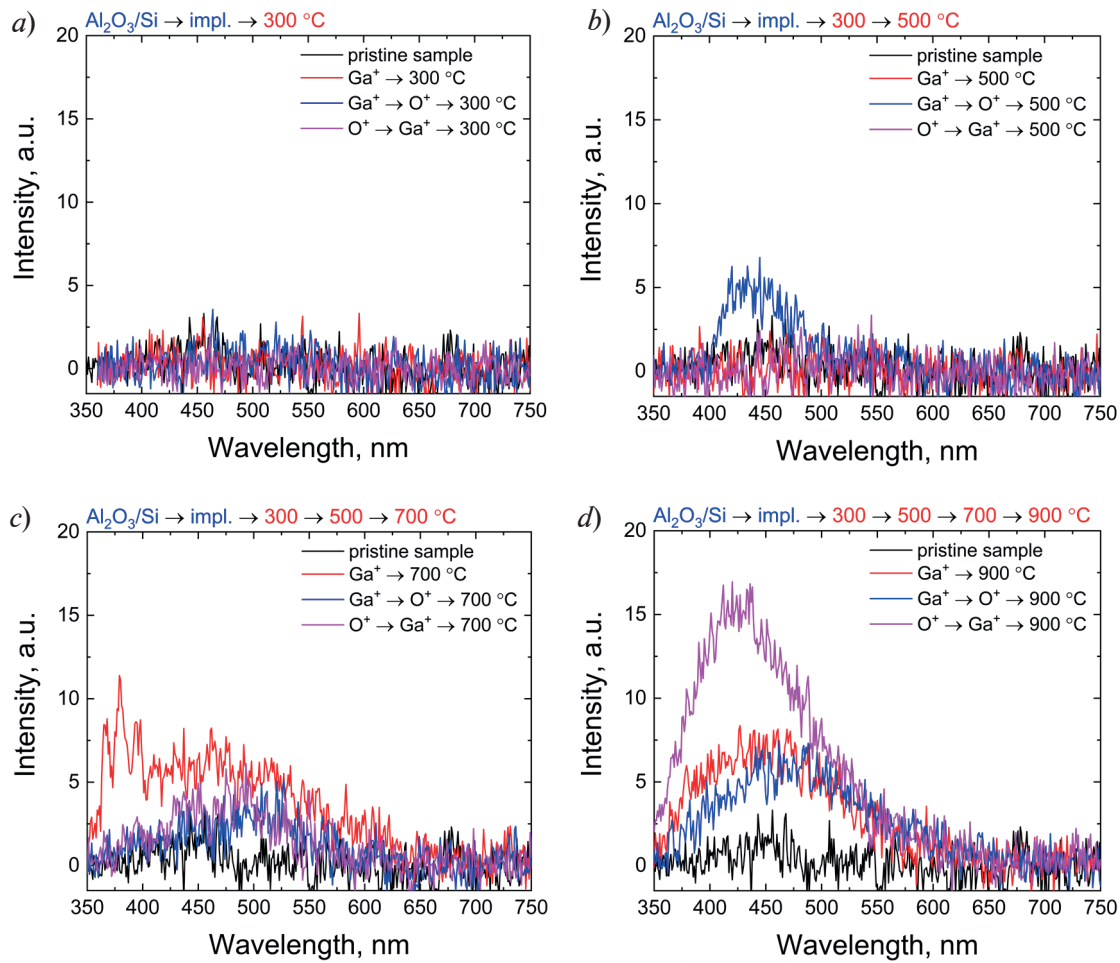 a) Al₂O₃/Si → impl. → 300 °C
20
15
10
5
0
Intensity, a.u.
pristine sample
Ga⁺ → 300 °C
Ga⁺ → O⁺ → 300 °C
O⁺ → Ga⁺ → 300 °C
350 400 450 500 550 600 650 700 750
Wavelength, nm
b) Al₂O₃/Si → impl. → 300 → 500 °C
20
15
10
5
0
Intensity, a.u.
pristine sample
Ga⁺ → 500 °C
Ga⁺ → O⁺ → 500 °C
O⁺ → Ga⁺ → 500 °C
350 400 450 500 550 600 650 700 750
Wavelength, nm
c) Al₂O₃/Si → impl. → 300 → 500 → 700 °C
20
15
10
5
0
Intensity, a.u.
pristine sample
Ga⁺ → 700 °C
Ga⁺ → O⁺ → 700 °C
O⁺ → Ga⁺ → 700 °C
350 400 450 500 550 600 650 700 750
Wavelength, nm
d) Al₂O₃/Si → impl. → 300 → 500 → 700 → 900 °C
20
15
10
5
0
Intensity, a.u.
pristine sample
Ga⁺ → 900 °C
Ga⁺ → O⁺ → 900 °C
O⁺ → Ga⁺ → 900 °C
350 400 450 500 550 600 650 700 750
Wavelength, nm